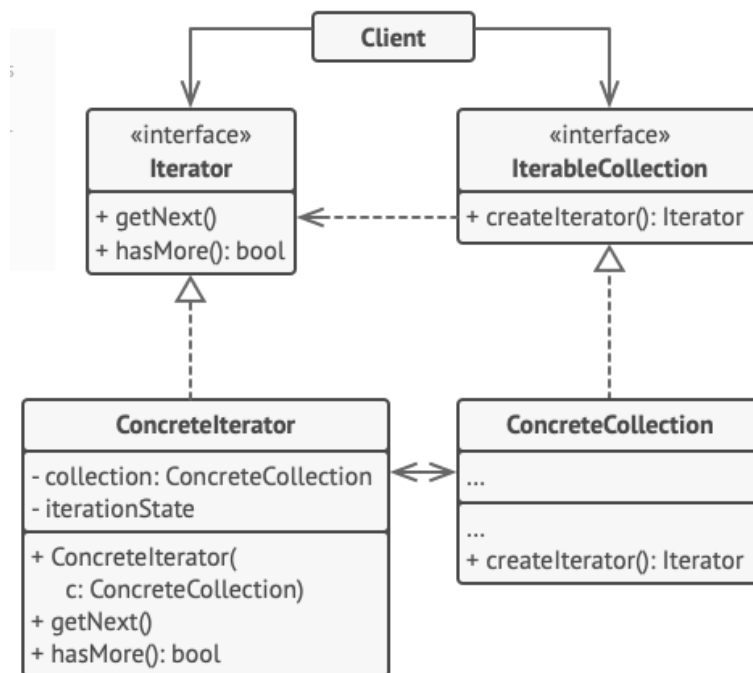 Client
«interface»
Iterator
+ getNext()
+ hasMore(): bool
«interface»
IterableCollection
+ createIterator(): Iterator
ConcreteIterator
- collection: ConcreteCollection
- iterationState
+ ConcreteIterator(
c: ConcreteCollection)
+ getNext()
+ hasMore(): bool
ConcreteCollection
...
...
+ createIterator(): Iterator